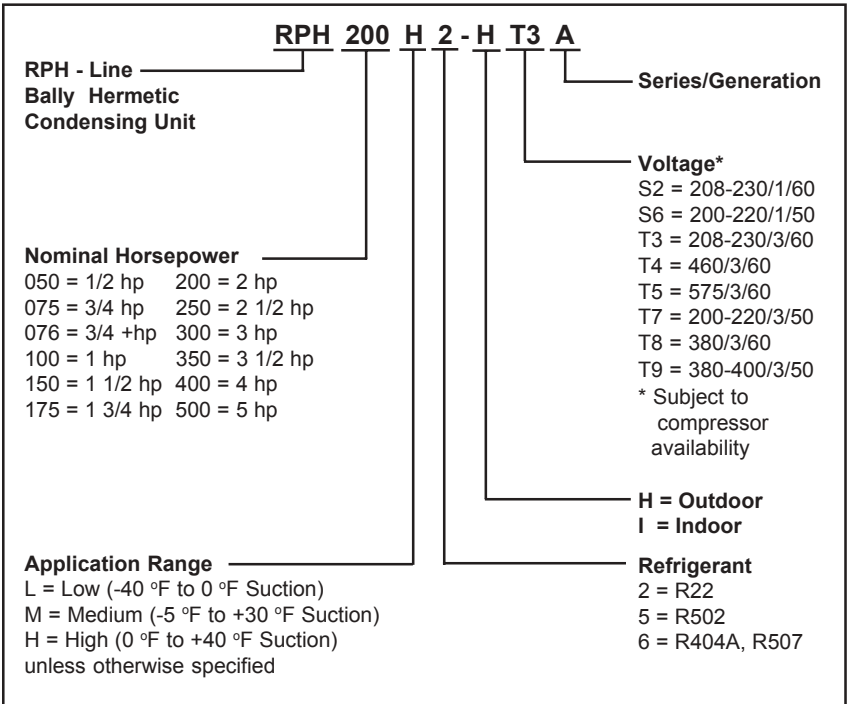 RPH 200 H 2 - H T3 A
RPH - Line
Bally Hermetic
Condensing Unit
Series/Generation
Voltage*
S2 = 208-230/1/60
S6 = 200-220/1/50
T3 = 208-230/3/60
T4 = 460/3/60
T5 = 575/3/60
T7 = 200-220/3/50
T8 = 380/3/60
T9 = 380-400/3/50
* Subject to
compressor
availability
Nominal Horsepower
050 = 1/2 hp 200 = 2 hp
075 = 3/4 hp 250 = 2 1/2 hp
076 = 3/4 +hp 300 = 3 hp
100 = 1 hp 350 = 3 1/2 hp
150 = 1 1/2 hp 400 = 4 hp
175 = 1 3/4 hp 500 = 5 hp
H = Outdoor
I = Indoor
Application Range
L = Low (-40 °F to 0 °F Suction)
M = Medium (-5 °F to +30 °F Suction)
H = High (0 °F to +40 °F Suction)
unless otherwise specified
Refrigerant
2 = R22
5 = R502
6 = R404A, R507